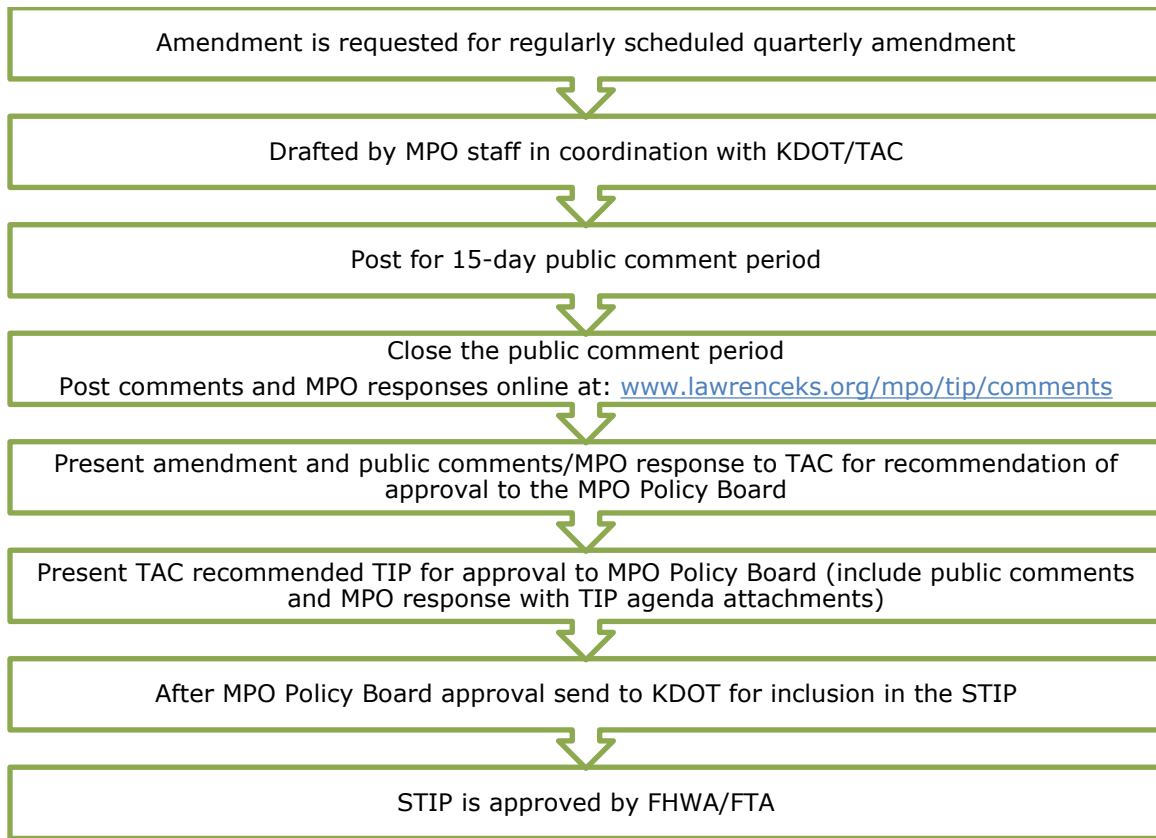 Amendment is requested for regularly scheduled quarterly amendment
Drafted by MPO staff in coordination with KDOT/TAC
Post for 15-day public comment period
Close the public comment period
Post comments and MPO responses online at: www.lawrenceks.org/mpo/tip/comments
Present amendment and public comments/MPO response to TAC for recommendation of
approval to the MPO Policy Board
Present TAC recommended TIP for approval to MPO Policy Board (include public comments
and MPO response with TIP agenda attachments)
After MPO Policy Board approval send to KDOT for inclusion in the STIP
STIP is approved by FHWA/FTA